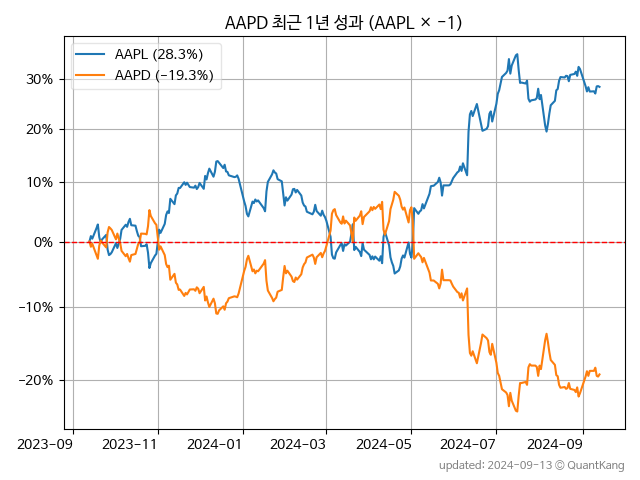 AAPD 최근 1년 성과 (AAPL × −1)
AAPL (28.3%)
AAPD (−19.3%)
30%
20%
10%
0%
−10%
−20%
2023−09 2023−11 2024−01 2024−03 2024−05 2024−07 2024−09
updated: 2024−09−13 ⓒ QuantKang